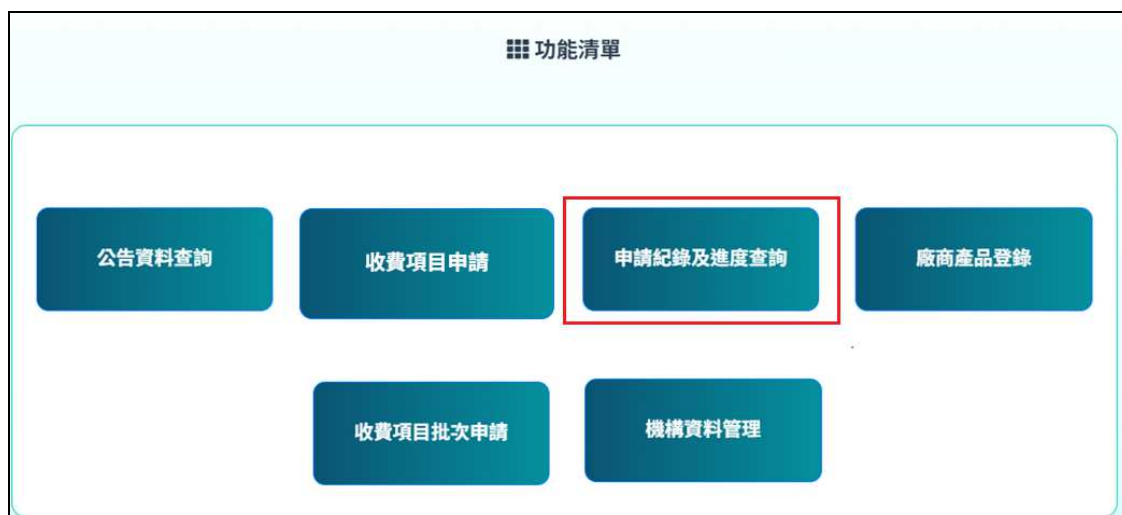 功能清單
公告資料查詢
收費項目申請
申請紀錄及進度查詢
廠商產品登錄
收費項目批次申請
機構資料管理